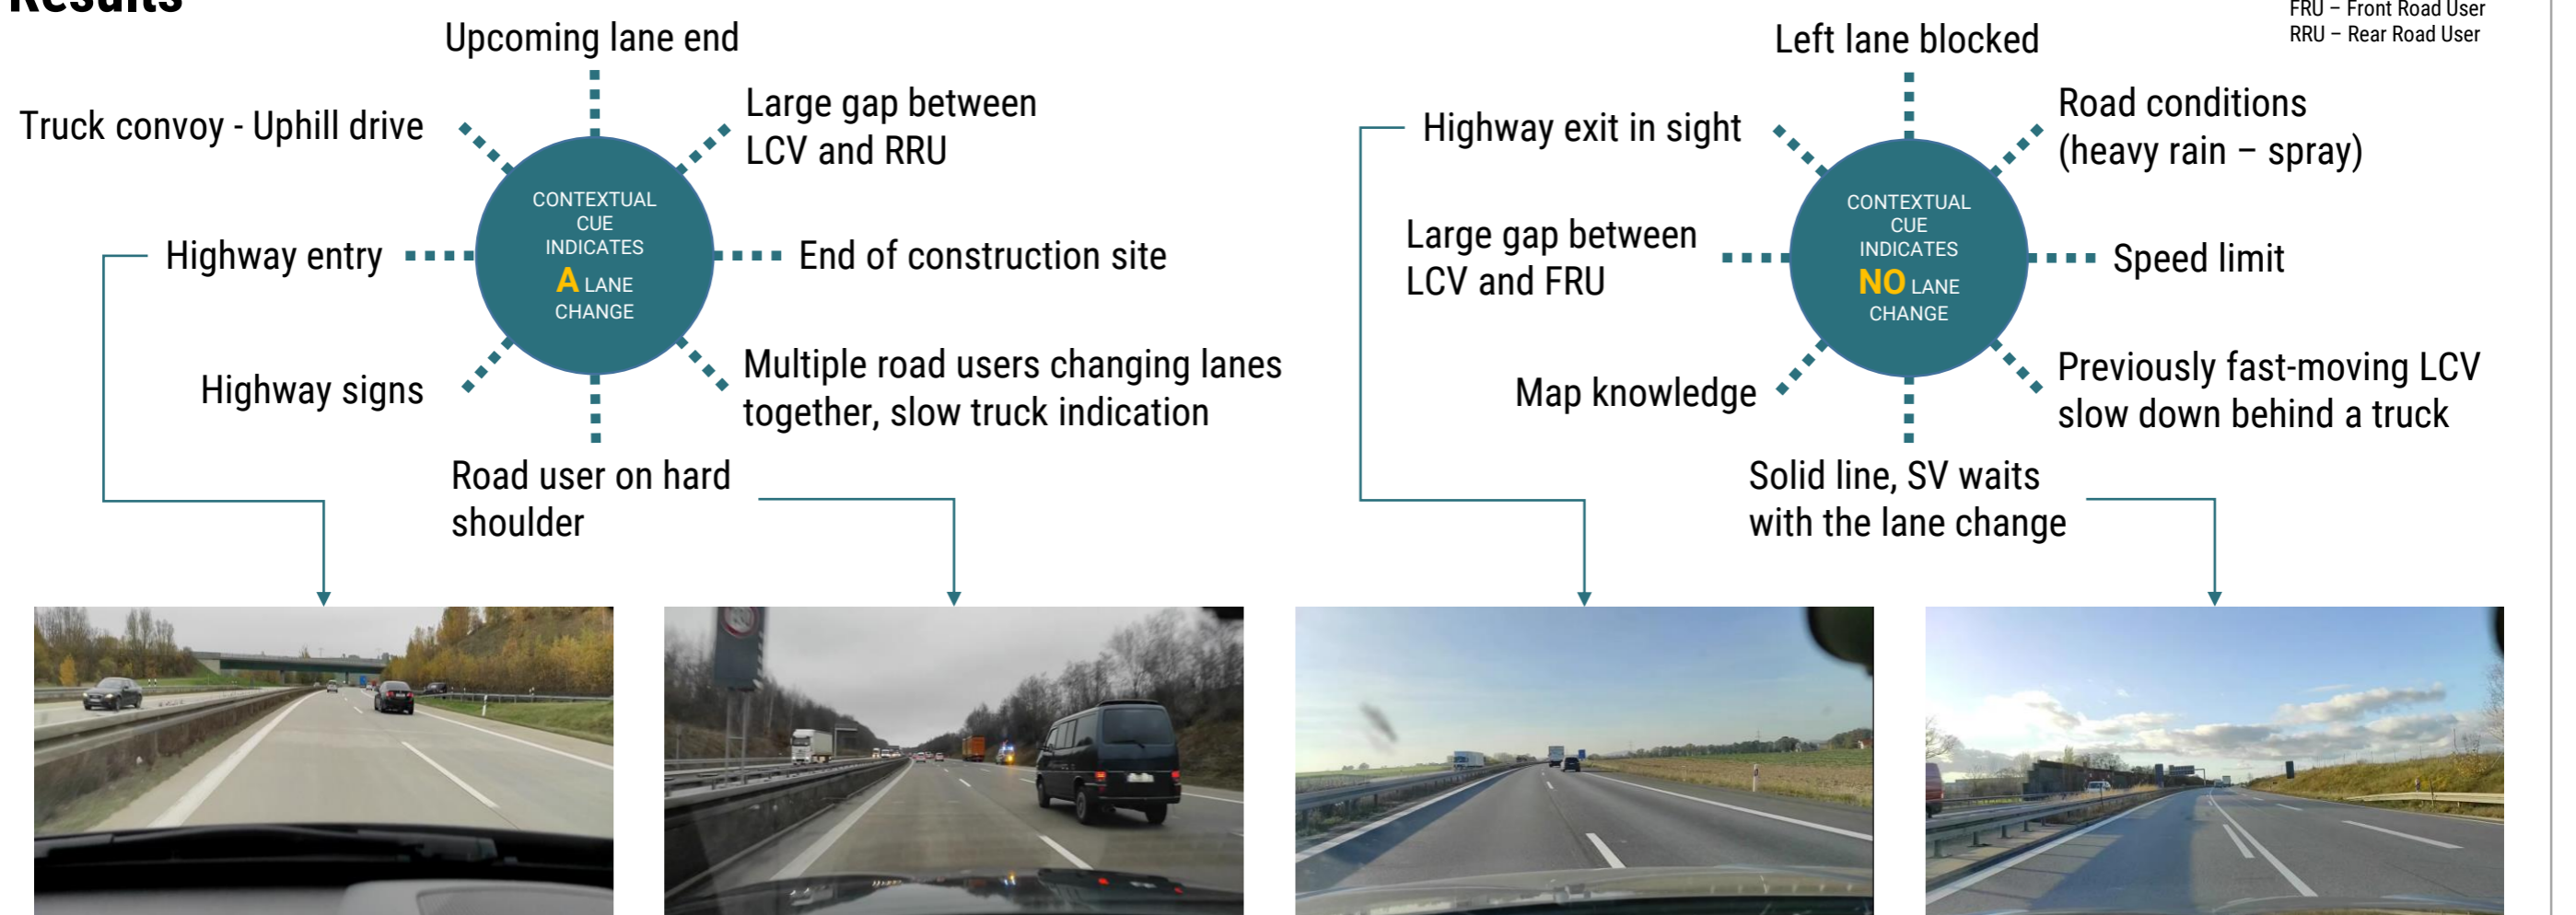 Results
FRU – Front Road User
RRU – Rear Road User
Upcoming lane end
Truck convoy - Uphill drive
Large gap between
LCV and RRU
Highway entry
CONTEXTUAL
CUE
INDICATES
A LANE
CHANGE
End of construction site
Highway signs
Multiple road users changing lanes
together, slow truck indication
Road user on hard
shoulder
Left lane blocked
Highway exit in sight
Road conditions
(heavy rain – spray)
Large gap between
LCV and FRU
CONTEXTUAL
CUE
INDICATES
NO LANE
CHANGE
Speed limit
Map knowledge
Previously fast-moving LCV
slow down behind a truck
Solid line, SV waits
with the lane change